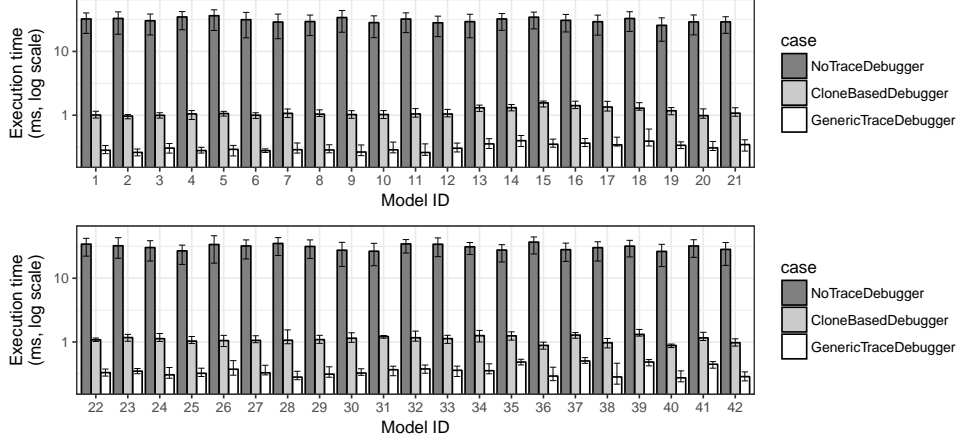 Execution time
(ms, log scale)
10
1
1 2 3 4 5 6 7 8 9 10 11 12 13 14 15 16 17 18 19 20 21
Model ID
case
NoTraceDebugger
CloneBasedDebugger
GenericTraceDebugger
Execution time
(ms, log scale)
10
1
22 23 24 25 26 27 28 29 30 31 32 33 34 35 36 37 38 39 40 41 42
Model ID
case
NoTraceDebugger
CloneBasedDebugger
GenericTraceDebugger